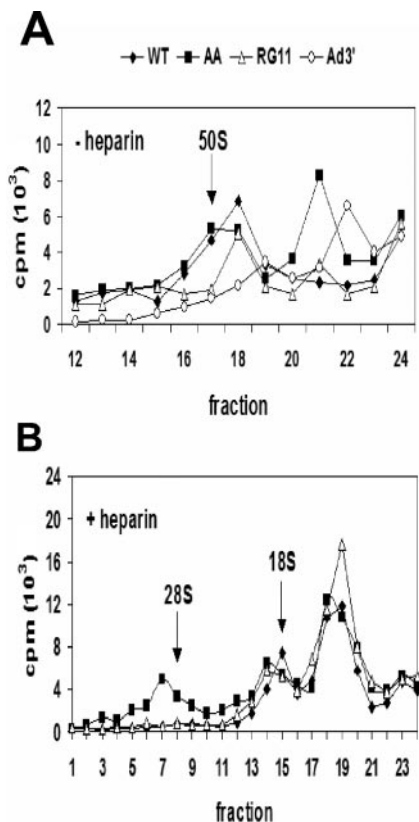 A
WT AA RG11 Ad3'
12
10
8
6
4
2
0
cpm (10³)
- heparin
50S
12 14 16 18 20 22 24
fraction
B
24
20
16
12
8
4
0
cpm (10³)
+ heparin
28S
18S
1 3 5 7 9 11 13 15 17 19 21 23
fraction